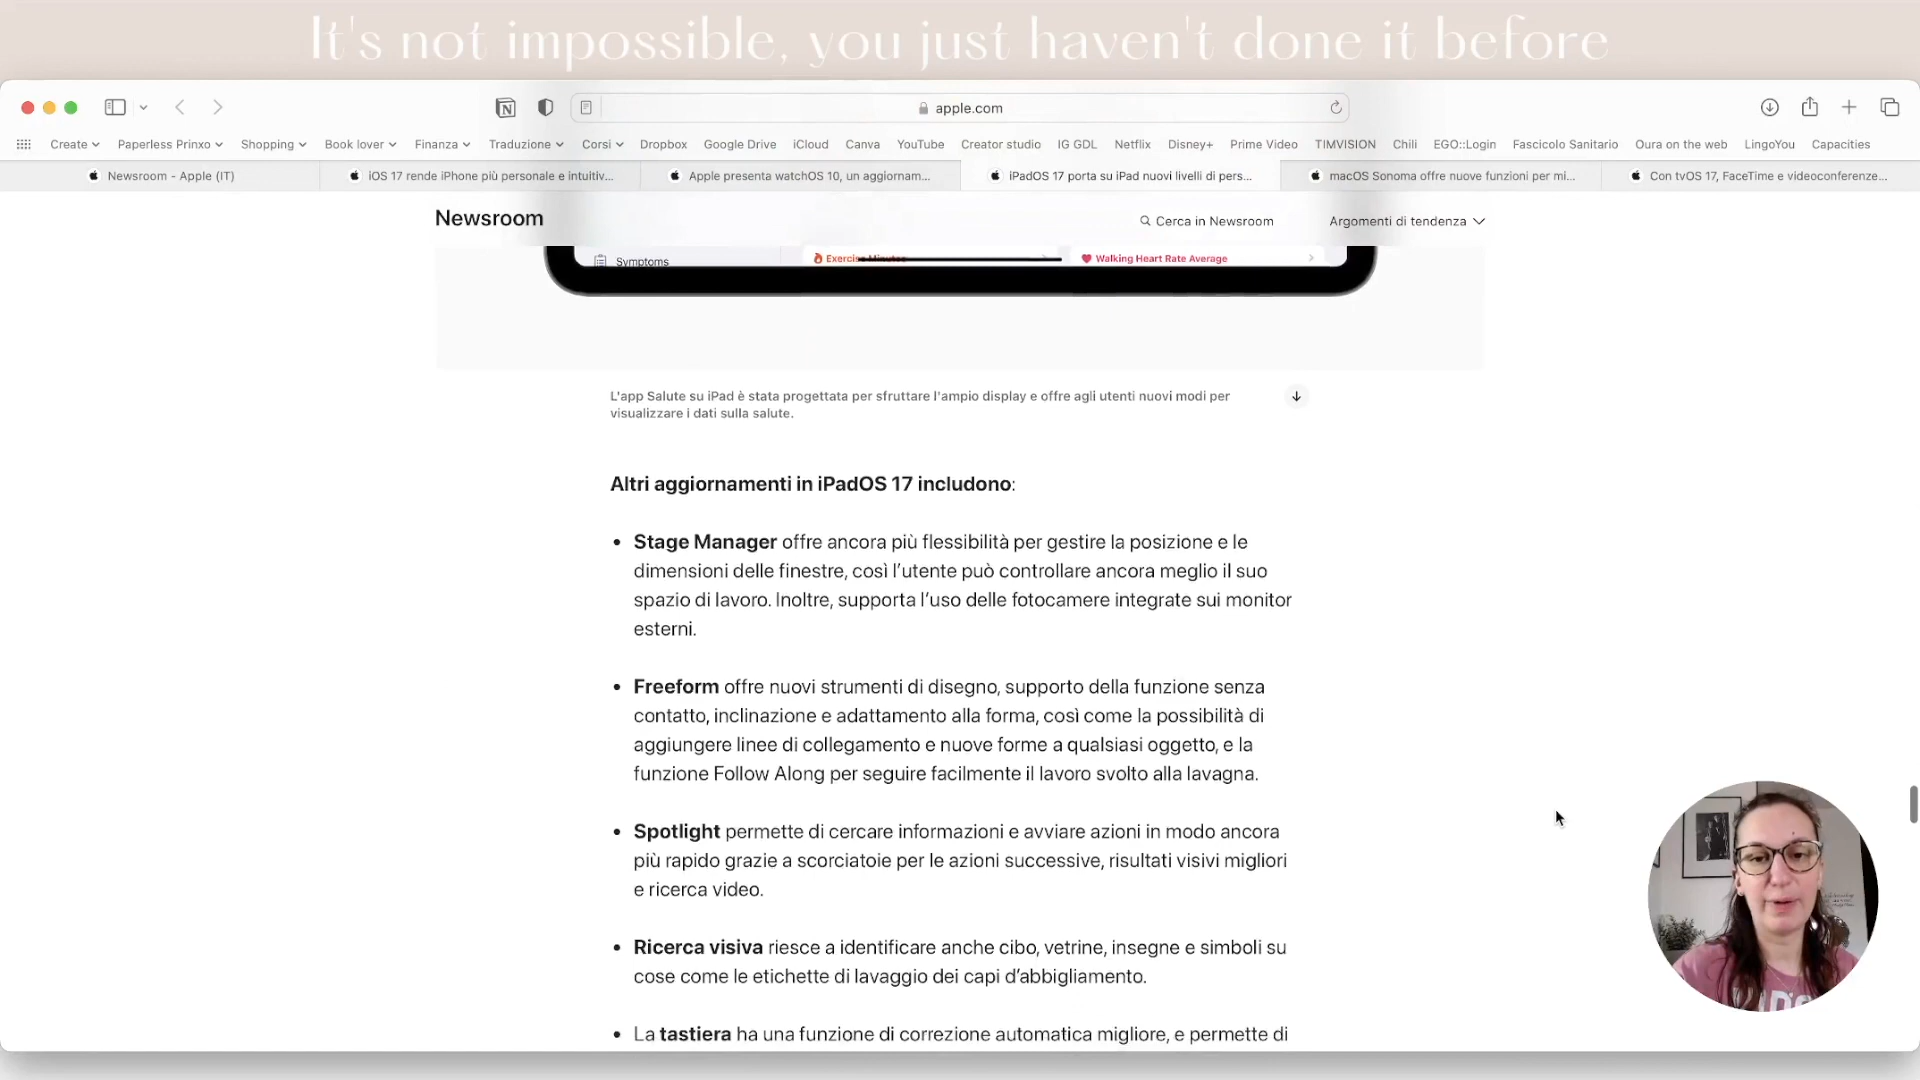 It's not impossible, you just haven't done it before
apple.com
Create Paperless Prinxo Shopping Book lover Finanza Traduzione Corsi Dropbox Google Drive iCloud Canva YouTube Creator studio IG GDL Netflix Disney+ Prime Video TIMVISION Chili EGO::Login Fascicolo Sanitario Oura on the web LingoYou Capacities
Newsroom - Apple (IT) iOS 17 rende iPhone più personale e intuitiv... Apple presenta watchOS 10, un aggiornam... iPadOS 17 porta su iPad nuovi livelli di pers... macOS Sonoma offre nuove funzioni per mi... Con tvOS 17, FaceTime e videoconferenze...
Newsroom Cerca in Newsroom Argomenti di tendenza
Symptoms Exercise Minutes Walking Heart Rate Average
L'app Salute su iPad è stata progettata per sfruttare l'ampio display e offre agli utenti nuovi modi per
visualizzare i dati sulla salute.
Altri aggiornamenti in iPadOS 17 includono:
• Stage Manager offre ancora più flessibilità per gestire la posizione e le
dimensioni delle finestre, così l'utente può controllare ancora meglio il suo
spazio di lavoro. Inoltre, supporta l'uso delle fotocamere integrate sui monitor
esterni.
• Freeform offre nuovi strumenti di disegno, supporto della funzione senza
contatto, inclinazione e adattamento alla forma, così come la possibilità di
aggiungere linee di collegamento e nuove forme a qualsiasi oggetto, e la
funzione Follow Along per seguire facilmente il lavoro svolto alla lavagna.
• Spotlight permette di cercare informazioni e avviare azioni in modo ancora
più rapido grazie a scorciatoie per le azioni successive, risultati visivi migliori
e ricerca video.
• Ricerca visiva riesce a identificare anche cibo, vetrine, insegne e simboli su
cose come le etichette di lavaggio dei capi d'abbigliamento.
• La tastiera ha una funzione di correzione automatica migliore, e permette di